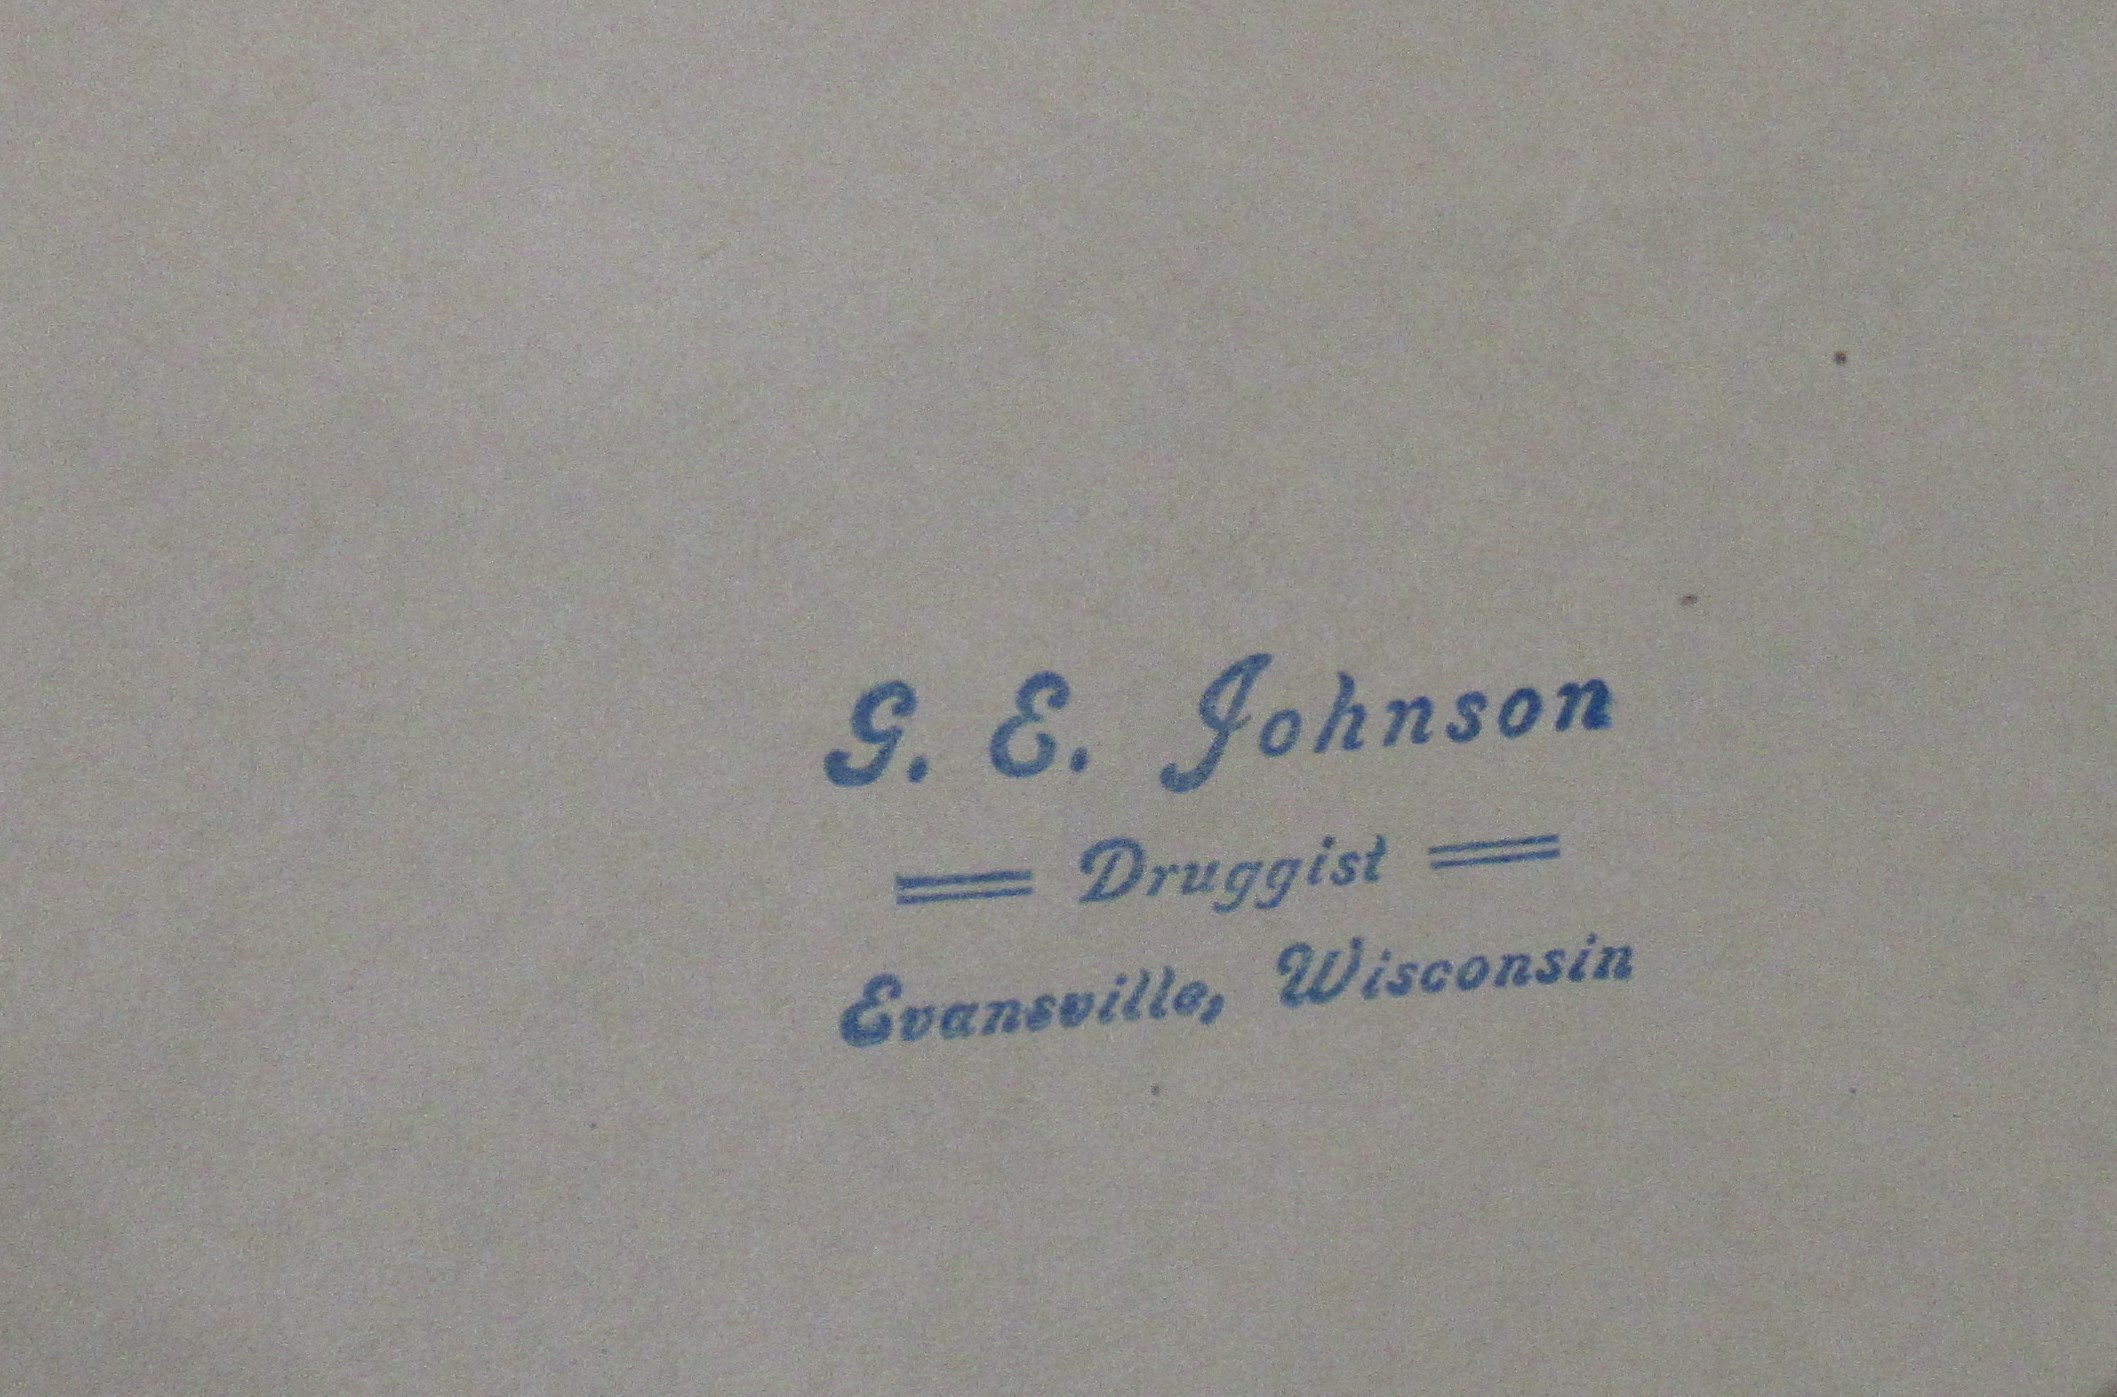 G. E. Johnson
Druggist
Evansville, Wisconsin